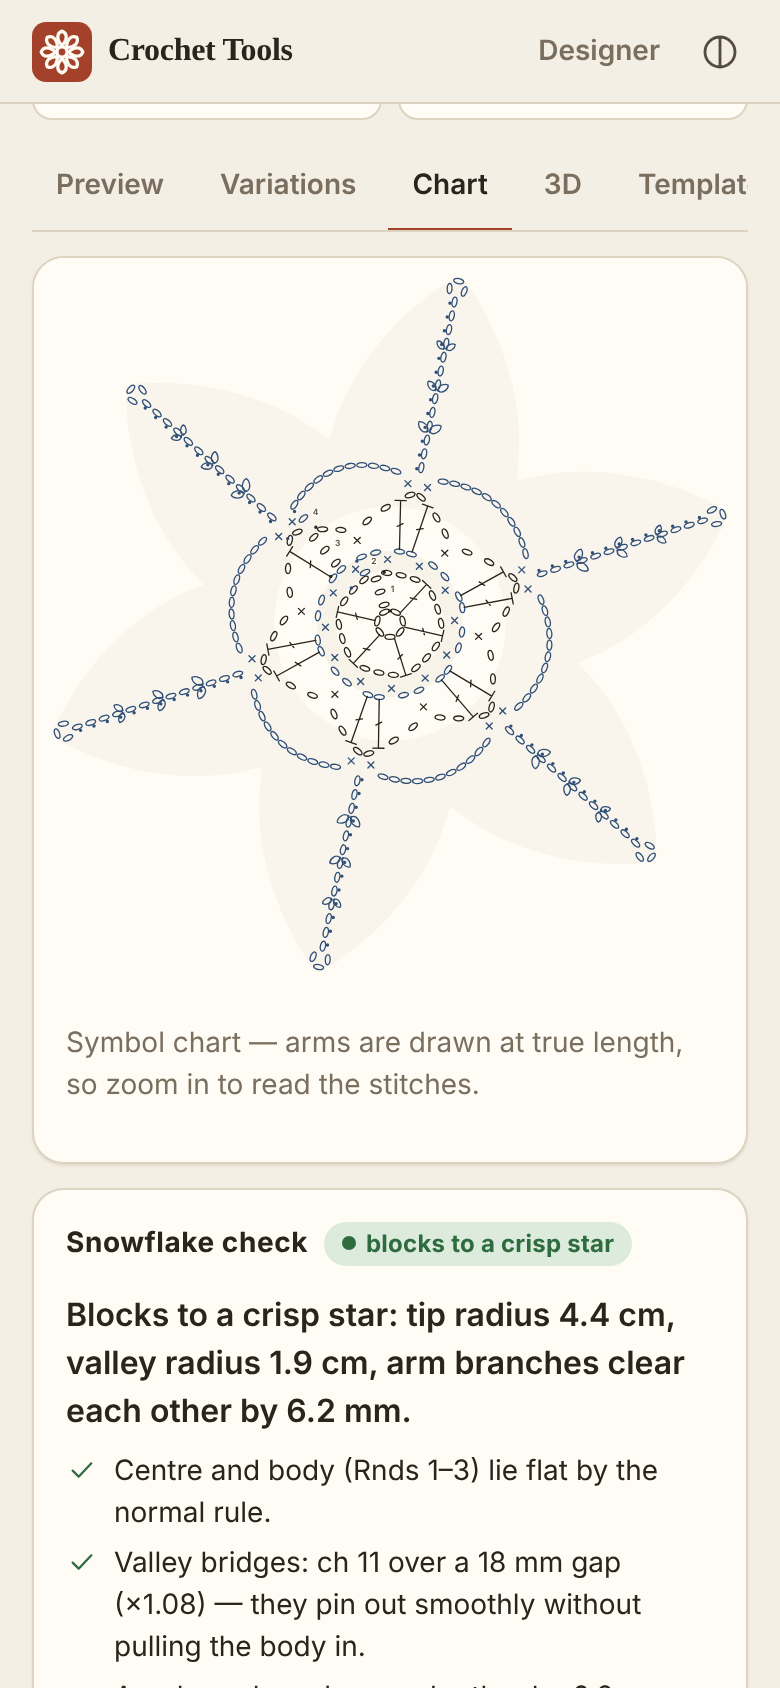 Crochet Tools
Designer
Preview
Variations
Chart
3D
Templat
4
3
2
1
Symbol chart — arms are drawn at true length,
so zoom in to read the stitches.
Snowflake check
blocks to a crisp star
Blocks to a crisp star: tip radius 4.4 cm,
valley radius 1.9 cm, arm branches clear
each other by 6.2 mm.
Centre and body (Rnds 1–3) lie flat by the
normal rule.
Valley bridges: ch 11 over a 18 mm gap
(×1.08) — they pin out smoothly without
pulling the body in.